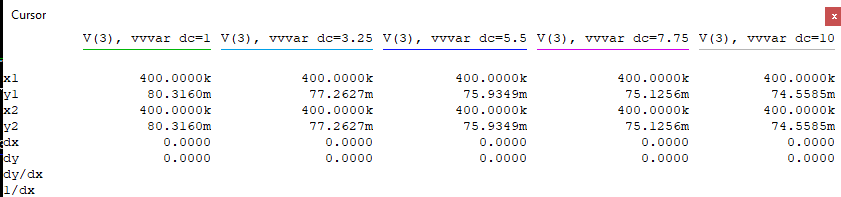 Cursor x
V(3), vvvar dc=1 V(3), vvvar dc=3.25 V(3), vvvar dc=5.5 V(3), vvvar dc=7.75 V(3), vvvar dc=10
x1 400.0000k 400.0000k 400.0000k 400.0000k 400.0000k
y1 80.3160m 77.2627m 75.9349m 75.1256m 74.5585m
x2 400.0000k 400.0000k 400.0000k 400.0000k 400.0000k
y2 80.3160m 77.2627m 75.9349m 75.1256m 74.5585m
dx 0.0000 0.0000 0.0000 0.0000 0.0000
dy 0.0000 0.0000 0.0000 0.0000 0.0000
dy/dx
1/dx